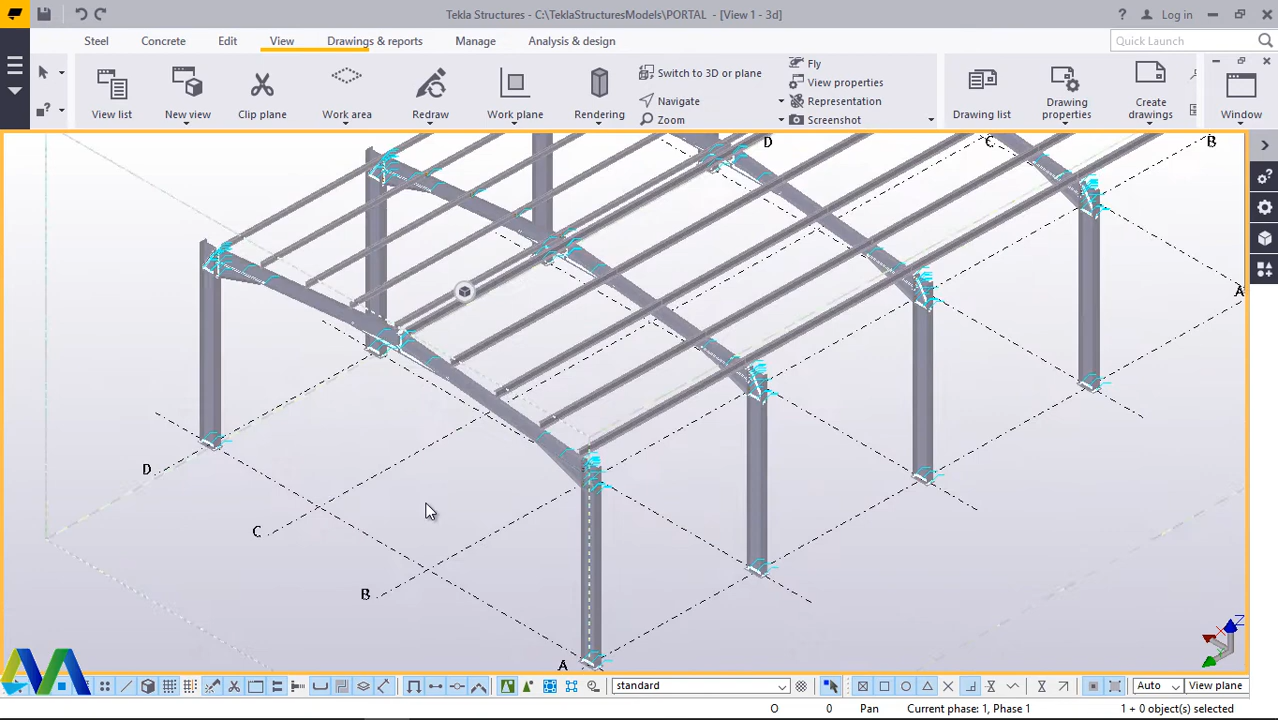 Tekla Structures - C:\TeklaStructuresModels\PORTAL - [View 1 - 3d]
Log in
Steel
Concrete
Edit
View
Drawings & reports
Manage
Analysis & design
Quick Launch
View list
New view
Clip plane
Work area
Redraw
Work plane
Rendering
Switch to 3D or plane
Navigate
Zoom
Fly
View properties
Representation
Screenshot
Drawing list
Drawing properties
Create drawings
Window
D
C
B
A
D
C
B
A
Z
standard
Auto
View plane
O
0
Pan
Current phase: 1, Phase 1
1 + 0 object(s) selected